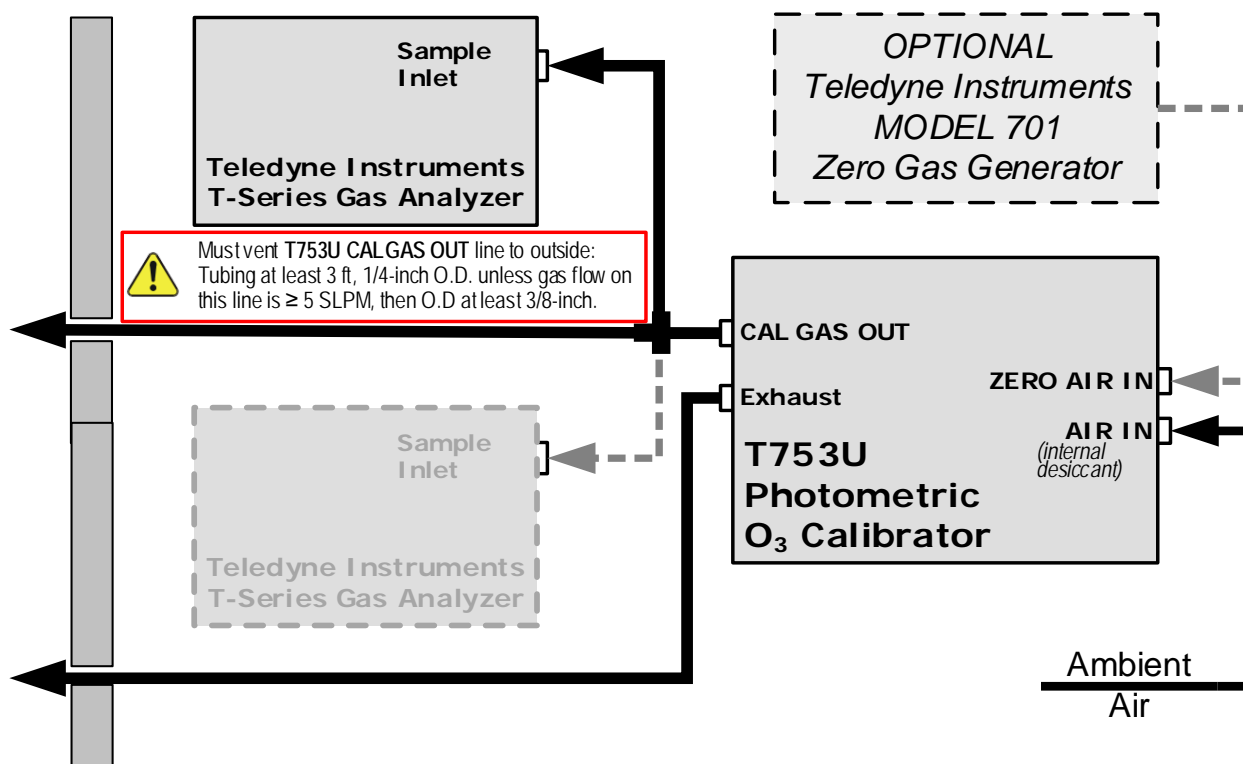 Sample
Inlet
Teledyne Instruments
T-Series Gas Analyzer
OPTIONAL
Teledyne Instruments
MODEL 701
Zero Gas Generator
Must vent T753U CAL GAS OUT line to outside:
Tubing at least 3 ft, 1/4-inch O.D. unless gas flow on
this line is ≥ 5 SLPM, then O.D at least 3/8-inch.
CAL GAS OUT
Exhaust
ZERO AIR IN
AIR IN
(internal
desiccant)
T753U
Photometric
O₃ Calibrator
Sample
Inlet
Teledyne Instruments
T-Series Gas Analyzer
Ambient
Air